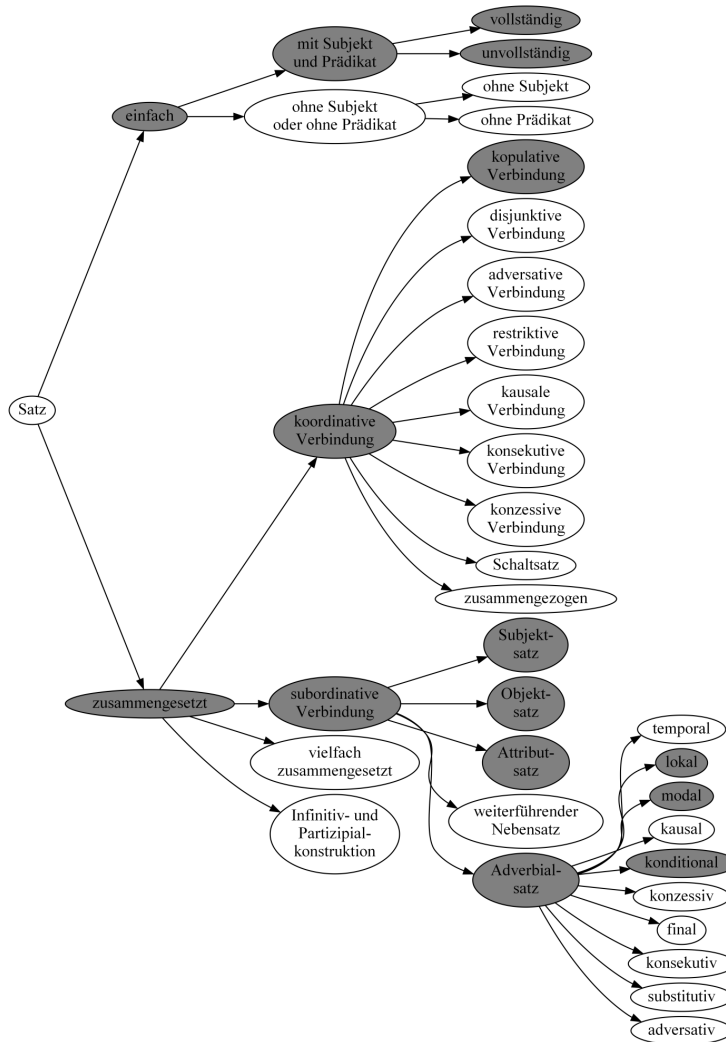 vollständig
mit Subjekt
und Prädikat
unvollständig
ohne Subjekt
einfach
ohne Subjekt
oder ohne Prädikat
ohne Prädikat
kopulative
Verbindung
disjunktive
Verbindung
adversative
Verbindung
restriktive
Verbindung
Satz
kausale
Verbindung
koordinative
Verbindung
konsekutive
Verbindung
konzessive
Verbindung
Schaltsatz
zusammengezogen
Subjekt-
satz
zusammengesetzt
subordinative
Verbindung
Objekt-
satz
temporal
vielfach
zusammengesetzt
Attribut-
satz
lokal
modal
weiterführender
Nebensatz
Infinitiv- und
Partizipial-
konstruktion
kausal
konditional
Adverbial-
satz
konzessiv
final
konsekutiv
substitutiv
adversativ